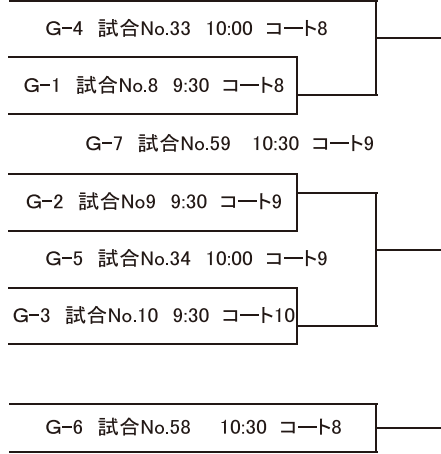 G-4 試合No.33 10:00 コート8
G-1 試合No.8 9:30 コート8
G-7 試合No.59 10:30 コート9
G-2 試合No9 9:30 コート9
G-5 試合No.34 10:00 コート9
G-3 試合No.10 9:30 コート10
G-6 試合No.58 10:30 コート8